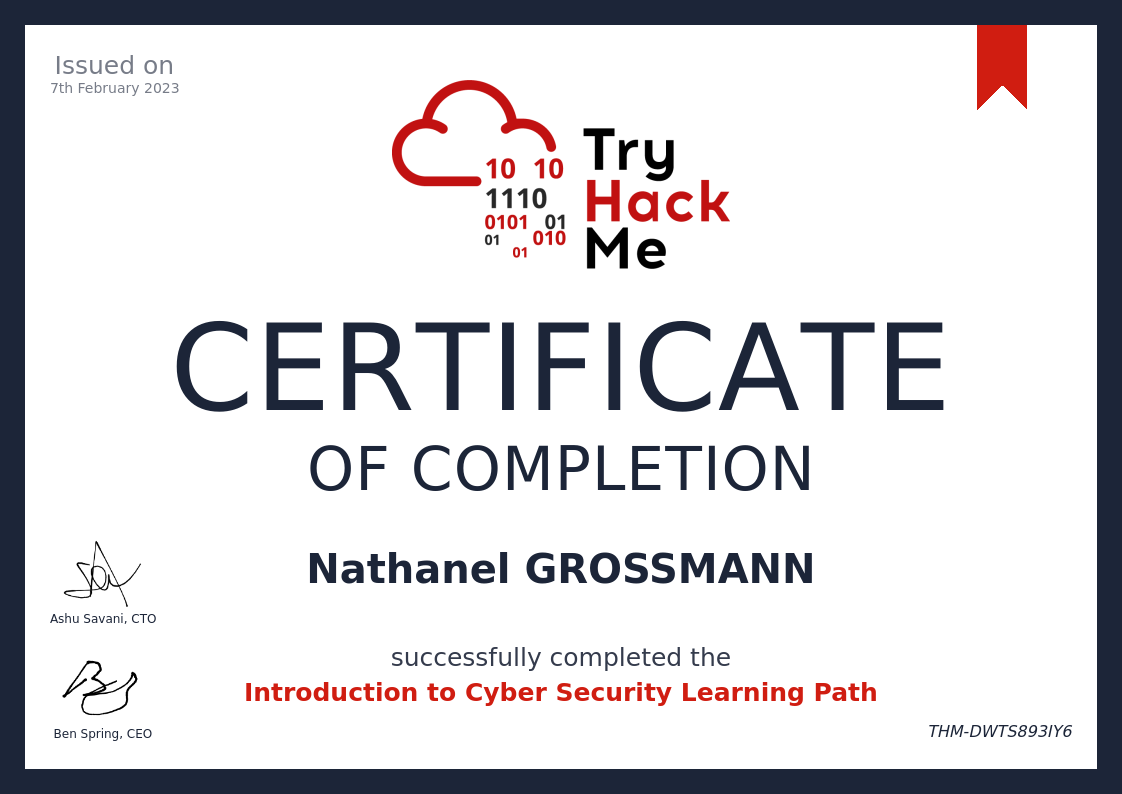 Issued on
7th February 2023
10 10
1110
0101 01
01 010
01
Try
Hack
Me
CERTIFICATE
OF COMPLETION
Nathanel GROSSMANN
Ashu Savani, CTO
successfully completed the
Introduction to Cyber Security Learning Path
Ben Spring, CEO
THM-DWTS893IY6